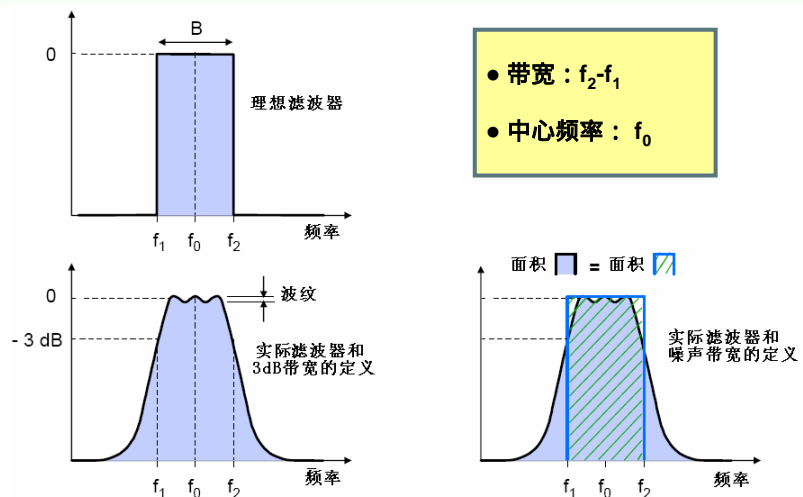 B
0
理想滤波器
f1 f0 f2
频率
● 带宽：f2-f1
● 中心频率： f0
0
波纹
- 3 dB
实际滤波器和
3dB带宽的定义
f1 f0 f2
频率
面积 = 面积
实际滤波器和
噪声带宽的定义
f1 f0 f2
频率